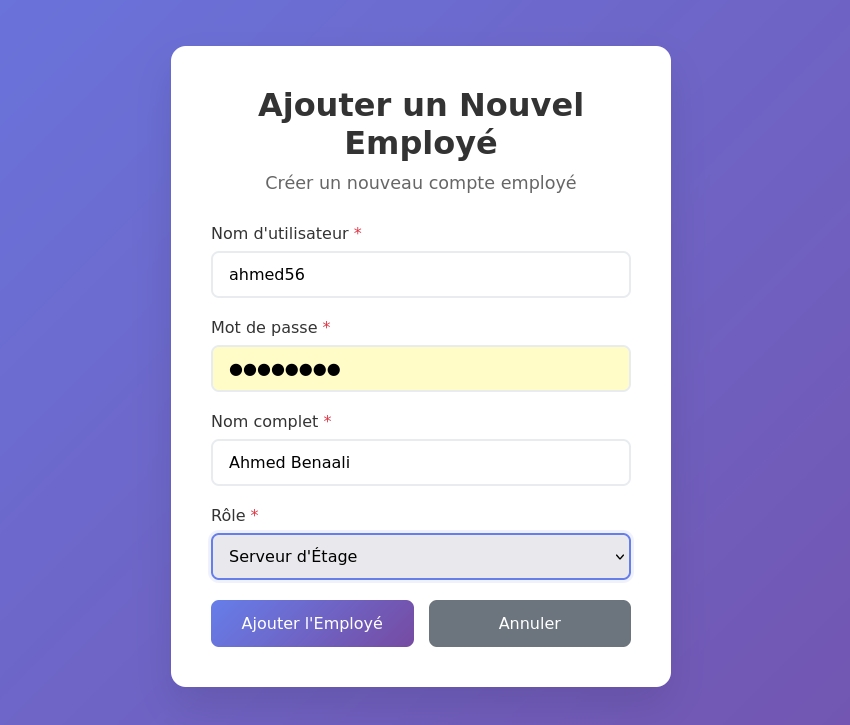 Ajouter un Nouvel
Employé
Créer un nouveau compte employé
Nom d'utilisateur *
ahmed56
Mot de passe *
●●●●●●●●
Nom complet *
Ahmed Benaali
Rôle *
Serveur d'Étage
Ajouter l'Employé
Annuler